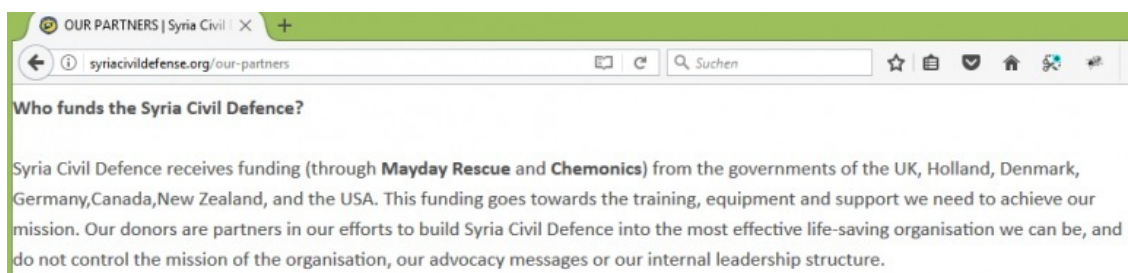 OUR PARTNERS | Syria Civil
syriacivildefense.org/our-partners
Suchen
Who funds the Syria Civil Defence?
Syria Civil Defence receives funding (through Mayday Rescue and Chemonics) from the governments of the UK, Holland, Denmark,
Germany,Canada,New Zealand, and the USA. This funding goes towards the training, equipment and support we need to achieve our
mission. Our donors are partners in our efforts to build Syria Civil Defence into the most effective life-saving organisation we can be, and
do not control the mission of the organisation, our advocacy messages or our internal leadership structure.